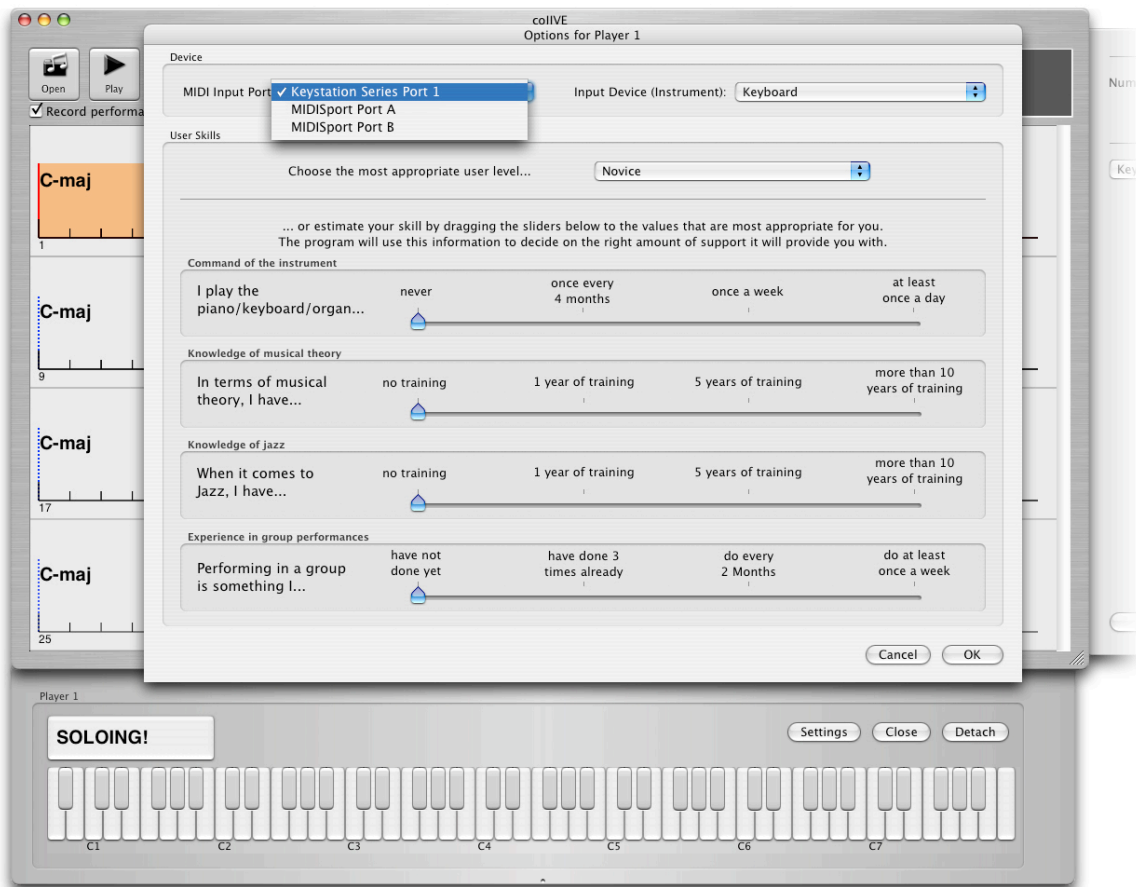 coJIVE
Options for Player 1
Open
Play
Record performa
Device
MIDI Input Port
Keystation Series Port 1
MIDISport Port A
MIDISport Port B
Input Device (Instrument):
Keyboard
User Skills
Choose the most appropriate user level...
Novice
... or estimate your skill by dragging the sliders below to the values that are most appropriate for you.
The program will use this information to decide on the right amount of support it will provide you with.
Command of the instrument
I play the
piano/keyboard/organ...
never
once every
4 months
once a week
at least
once a day
Knowledge of musical theory
In terms of musical
theory, I have...
no training
1 year of training
5 years of training
more than 10
years of training
Knowledge of jazz
When it comes to
Jazz, I have...
no training
1 year of training
5 years of training
more than 10
years of training
Experience in group performances
Performing in a group
is something I...
have not
done yet
have done 3
times already
do every
2 Months
do at least
once a week
Cancel
OK
C-maj
1
C-maj
9
C-maj
17
C-maj
25
Num
Key
Player 1
SOLOING!
Settings
Close
Detach
C1
C2
C3
C4
C5
C6
C7